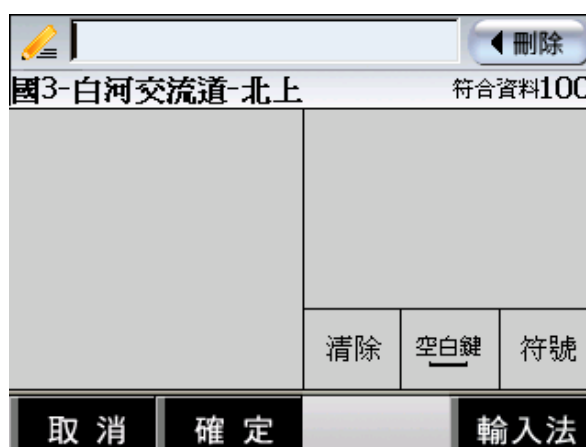 刪除
國3-白河交流道-北上 符合資料100
清除 空白鍵 符號
取消 確定 輸入法